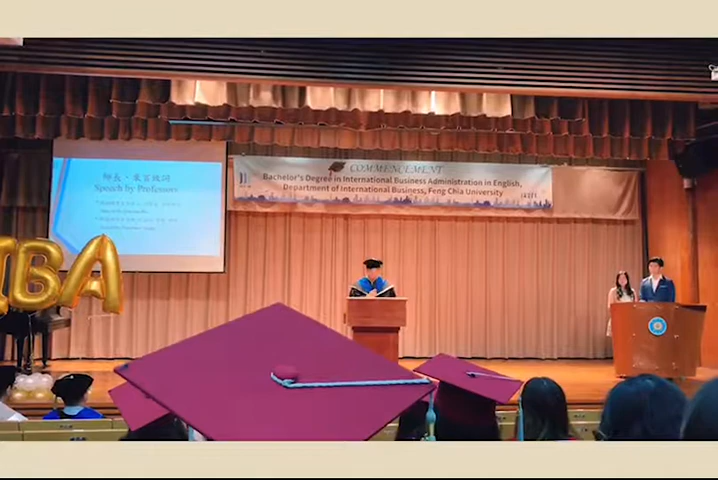 COMMENCEMENT
師長、來賓致詞
Speech by Professors
Bachelor's Degree in International Business Administration in English,
Department of International Business, Feng Chia University
BA